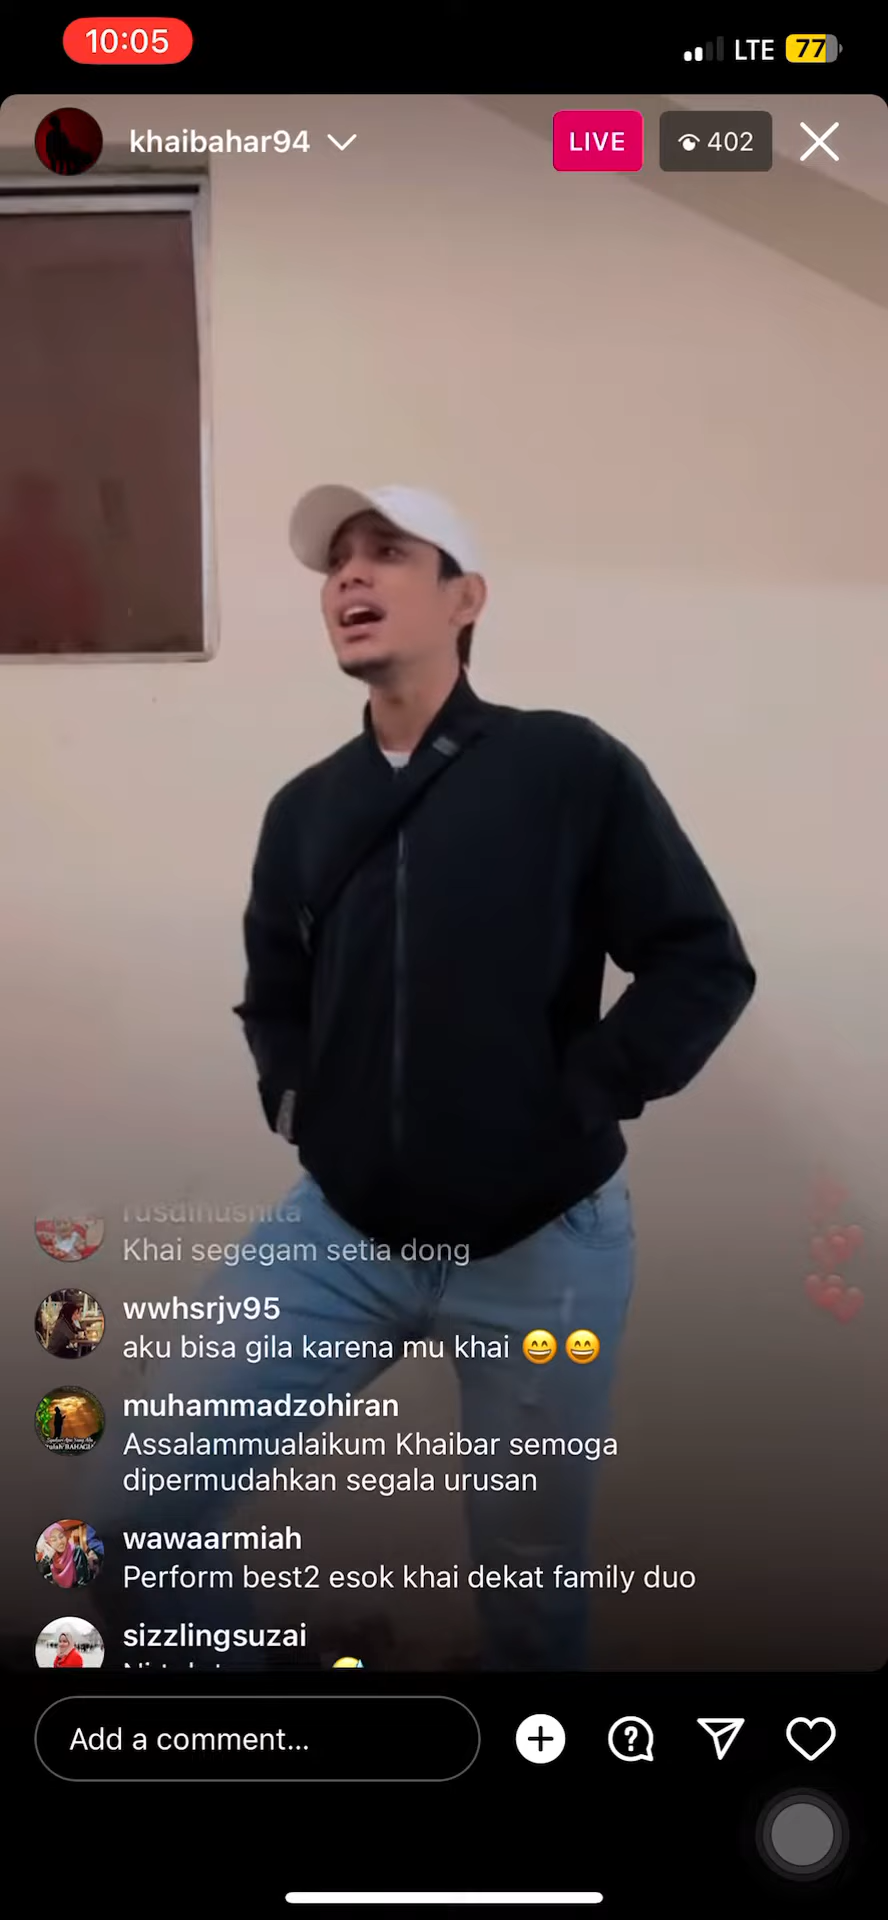 10:05
LTE
77
khaibahar94
LIVE
402
rusdihushita
Khai segegam setia dong
wwhsrjv95
aku bisa gila karena mu khai 😄😄
muhammadzohiran
Assalammualaikum Khaibar semoga
dipermudahkan segala urusan
wawaarmiah
Perform best2 esok khai dekat family duo
sizzlingsuzai
Add a comment...